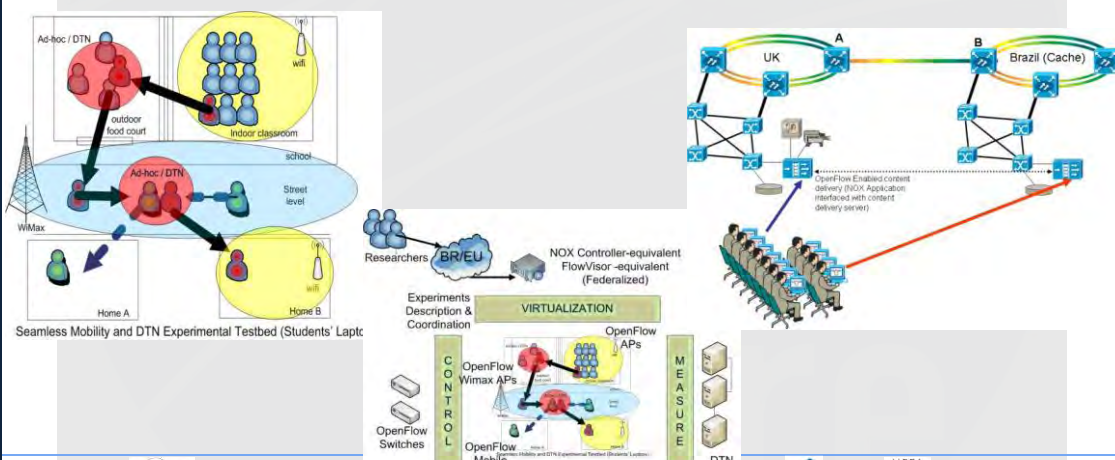 Ad-hoc / DTN
wifi
outdoor
food court
Indoor classroom
school
Ad-hoc / DTN
Street
level
WiMax
wifi
Home A
Home B
Seamless Mobility and DTN Experimental Testbed (Students' Lapto
A
B
UK
Brazil (Cache)
OpenFlow Enabled content
delivery (NOX Application
interfaced with content
delivery server)
Researchers
BR/EU
NOX Controller-equivalent
FlowVisor -equivalent
(Federalized)
Experiments
Description &
Coordination
VIRTUALIZATION
OpenFlow
APs
CONTROL
OpenFlow
Wimax APs
MEASURE
OpenFlow
Switches
OpenFlow
Mobile
DTN